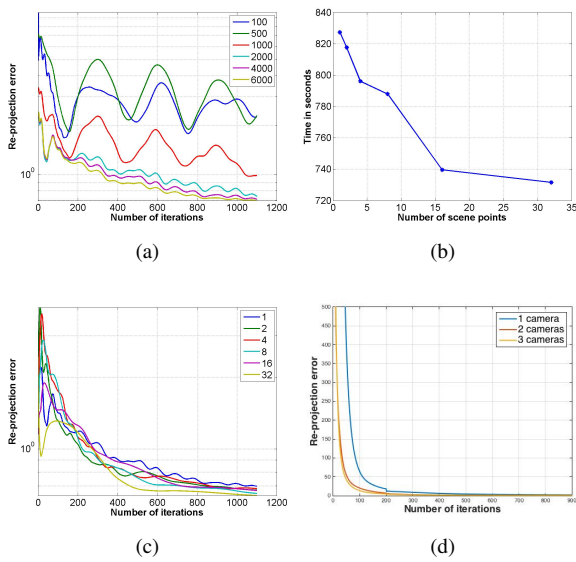 100
500
1000
2000
4000
6000
Re-projection error
10^0
0 200 400 600 800 1000 1200
Number of iterations
(a)
840
820
800
780
760
740
720
Time in seconds
0 5 10 15 20 25 30 35
Number of scene points
(b)
1
2
4
8
16
32
Re-projection error
10^0
0 200 400 600 800 1000 1200
Number of iterations
(c)
500
450
400
350
300
250
200
150
100
50
0
Re-projection error
1 camera
2 cameras
3 cameras
0 100 200 300 400 500 600 700 800 900
Number of iterations
(d)